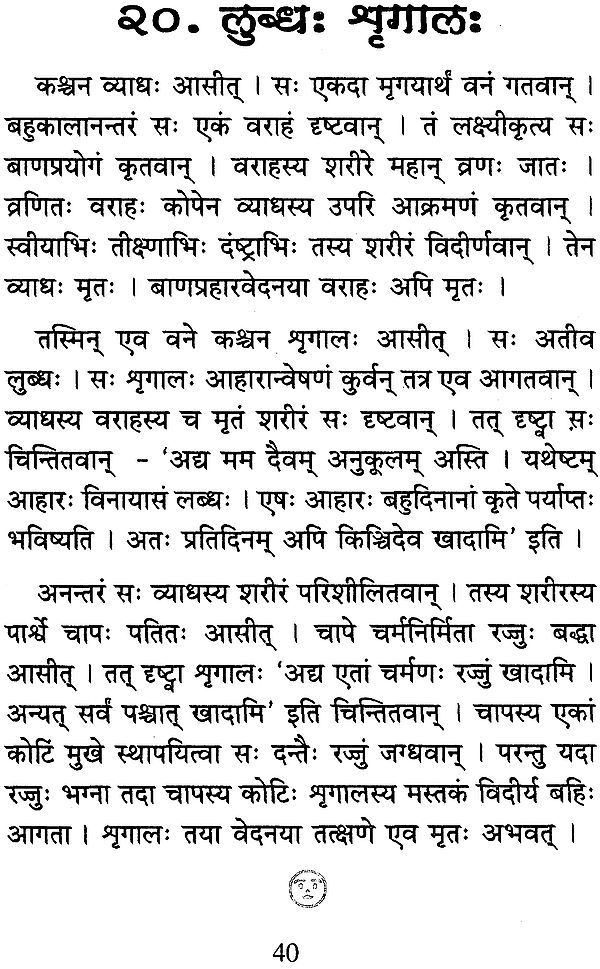 २०. लुब्धः शृगालः
कश्चन व्याधः आसीत् । सः एकदा मृगयार्थं वनं गतवान् ।
बहुकालानन्तरं सः एकं वराहं दृष्टवान् । तं लक्ष्यीकृत्य सः
बाणप्रयोगं कृतवान् । वराहस्य शरीरे महान् व्रणः जातः ।
व्रणितः वराहः कोपेन व्याधस्य उपरि आक्रमणं कृतवान् ।
स्वीयाभिः तीक्ष्णाभिः दंष्ट्राभिः तस्य शरीरं विदीर्णवान् । तेन
व्याधः मृतः । बाणप्रहारवेदनया वराहः अपि मृतः ।
तस्मिन् एव वने कश्चन शृगालः आसीत् । सः अतीव
लुब्धः । सः शृगालः आहारान्वेषणं कुर्वन् तत्र एव आगतवान् ।
व्याधस्य वराहस्य च मृतं शरीरं सः दृष्टवान् । तत् दृष्ट्वा सः
चिन्तितवान् - ‘अद्य मम दैवम् अनुकूलम् अस्ति । यथेष्टम्
आहारः विनायासं लब्धः । एषः आहारः बहुदिनानां कृते पर्याप्तः
भविष्यति । अतः प्रतिदिनम् अपि किञ्चिदेव खादामि’ इति ।
अनन्तरं सः व्याधस्य शरीरं परिशीलितवान् । तस्य शरीरस्य
पार्श्वे चापः पतितः आसीत् । चापे चर्मनिर्मिता रज्जुः बद्धा
आसीत् । तत् दृष्ट्वा शृगालः ‘अद्य एतां चर्मणः रज्जुं खादामि ।
अन्यत् सर्वं पश्चात् खादामि’ इति चिन्तितवान् । चापस्य एकां
कोटिं मुखे स्थापयित्वा सः दन्तैः रज्जुं जग्धवान् । परन्तु यदा
रज्जुः भग्ना तदा चापस्य कोटिः शृगालस्य मस्तकं विदीर्य बहिः
आगता । शृगालः तया वेदनया तत्क्षणे एव मृतः अभवत् ।
40